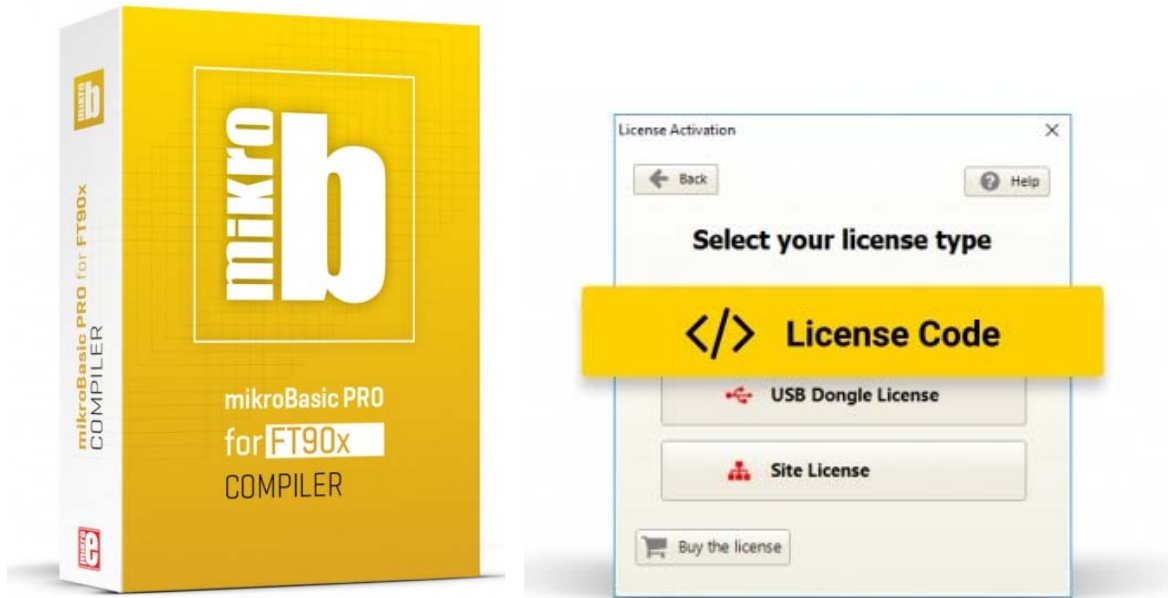 mikro
b
mikroBasic PRO for FT90x
COMPILER
mikro
e
mikro
b
mikroBasic PRO
for FT90x
COMPILER
License Activation
Back
Help
Select your license type
</> License Code
USB Dongle License
Site License
Buy the license